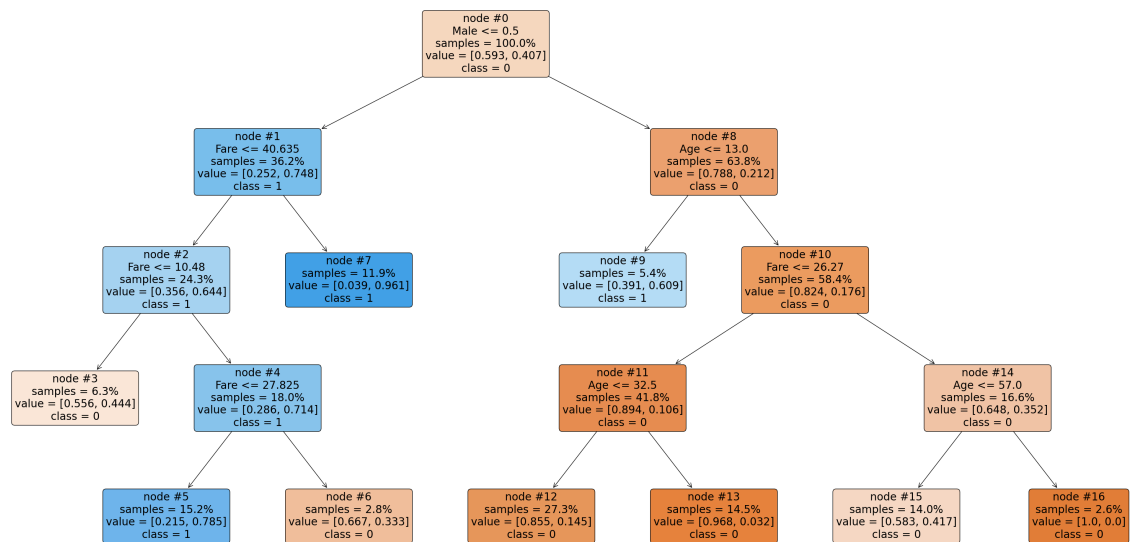 node #0
Male <= 0.5
samples = 100.0%
value = [0.593, 0.407]
class = 0
node #1
Fare <= 40.635
samples = 36.2%
value = [0.252, 0.748]
class = 1
node #8
Age <= 13.0
samples = 63.8%
value = [0.788, 0.212]
class = 0
node #2
Fare <= 10.48
samples = 24.3%
value = [0.356, 0.644]
class = 1
node #7
samples = 11.9%
value = [0.039, 0.961]
class = 1
node #9
samples = 5.4%
value = [0.391, 0.609]
class = 1
node #10
Fare <= 26.27
samples = 58.4%
value = [0.824, 0.176]
class = 0
node #3
samples = 6.3%
value = [0.556, 0.444]
class = 0
node #4
Fare <= 27.825
samples = 18.0%
value = [0.286, 0.714]
class = 1
node #11
Age <= 32.5
samples = 41.8%
value = [0.894, 0.106]
class = 0
node #14
Age <= 57.0
samples = 16.6%
value = [0.648, 0.352]
class = 0
node #5
samples = 15.2%
value = [0.215, 0.785]
class = 1
node #6
samples = 2.8%
value = [0.667, 0.333]
class = 0
node #12
samples = 27.3%
value = [0.855, 0.145]
class = 0
node #13
samples = 14.5%
value = [0.968, 0.032]
class = 0
node #15
samples = 14.0%
value = [0.583, 0.417]
class = 0
node #16
samples = 2.6%
value = [1.0, 0.0]
class = 0